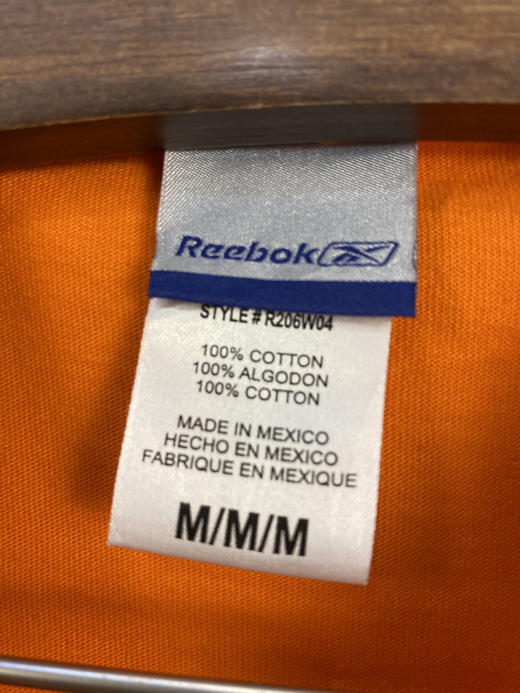 Reebok
STYLE # R206W04
100% COTTON
100% ALGODON
100% COTTON
MADE IN MEXICO
HECHO EN MEXICO
FABRIQUE EN MEXIQUE
M/M/M